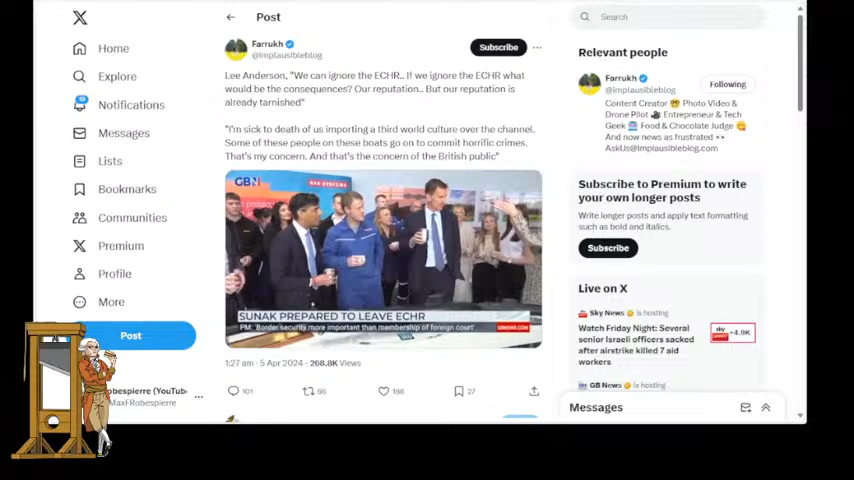 Home
Explore
Notifications
Messages
Lists
Bookmarks
Communities
Premium
Profile
More
Post
obespierre (YouTub
MaxFRobespierre
Post
Farrukh
@implausibleblog
Subscribe
Lee Anderson, "We can ignore the ECHR.. If we ignore the ECHR what
would be the consequences? Our reputation.. But our reputation is
already tarnished"
"I'm sick to death of us importing a third world culture over the channel.
Some of these people on these boats go on to commit horrific crimes.
That's my concern. And that's the concern of the British public"
GBN
BAE SYSTEMS
SUNAK PREPARED TO LEAVE ECHR
PM: 'Border security more important than membership of foreign court'
GBNEWS.COM
1:27 am · 5 Apr 2024 · 268.8K Views
101
66
186
27
Search
Relevant people
Farrukh
@implausibleblog
Following
Content Creator Photo Video &
Drone Pilot Entrepreneur & Tech
Geek Food & Chocolate Judge
And now news as frustrated
AskUs@implausibleblog.com
Subscribe to Premium to write
your own longer posts
Write longer posts and apply text formatting
such as bold and italics.
Subscribe
Live on X
Sky News is hosting
Watch Friday Night: Several
senior Israeli officers sacked
after airstrike killed 7 aid
workers
sky
+4.9K
GB News is hosting
Messages